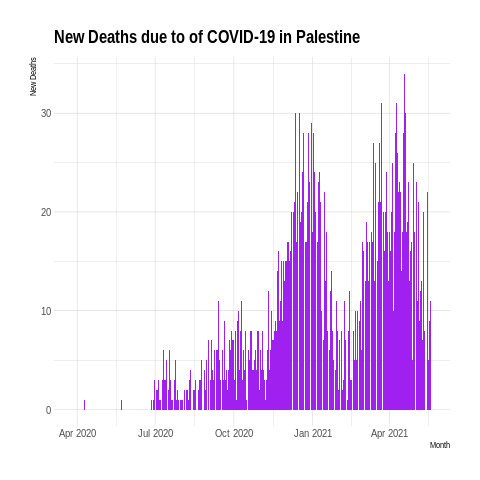 New Deaths due to of COVID-19 in Palestine
New Deaths
30
20
10
0
Apr 2020 Jul 2020 Oct 2020 Jan 2021 Apr 2021
Month